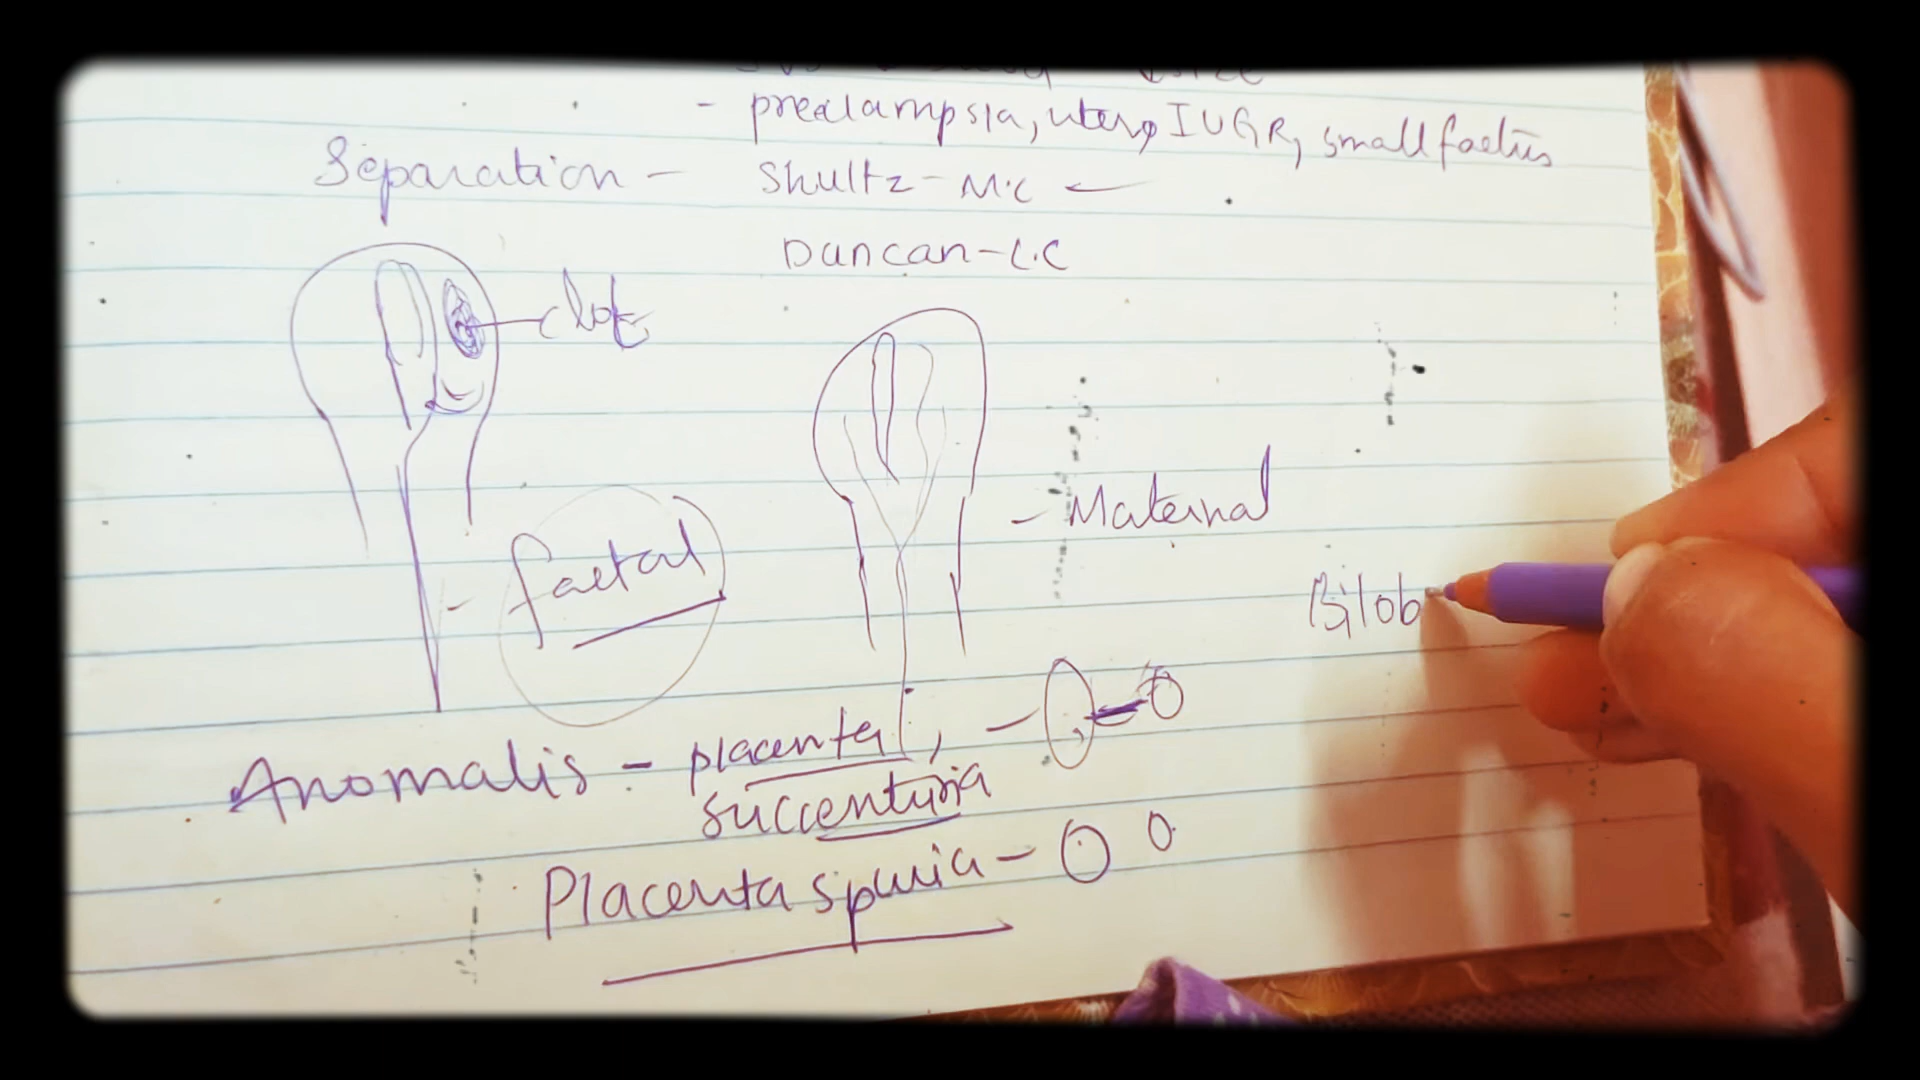 - preclampsia, utero, IUGR, small faetus
Separation - Shultz - M.C
Duncan - L.C
clot
- Maternal
- faetal
Bilob
Anomalis - placenta,
succenturia
Placenta spuria -